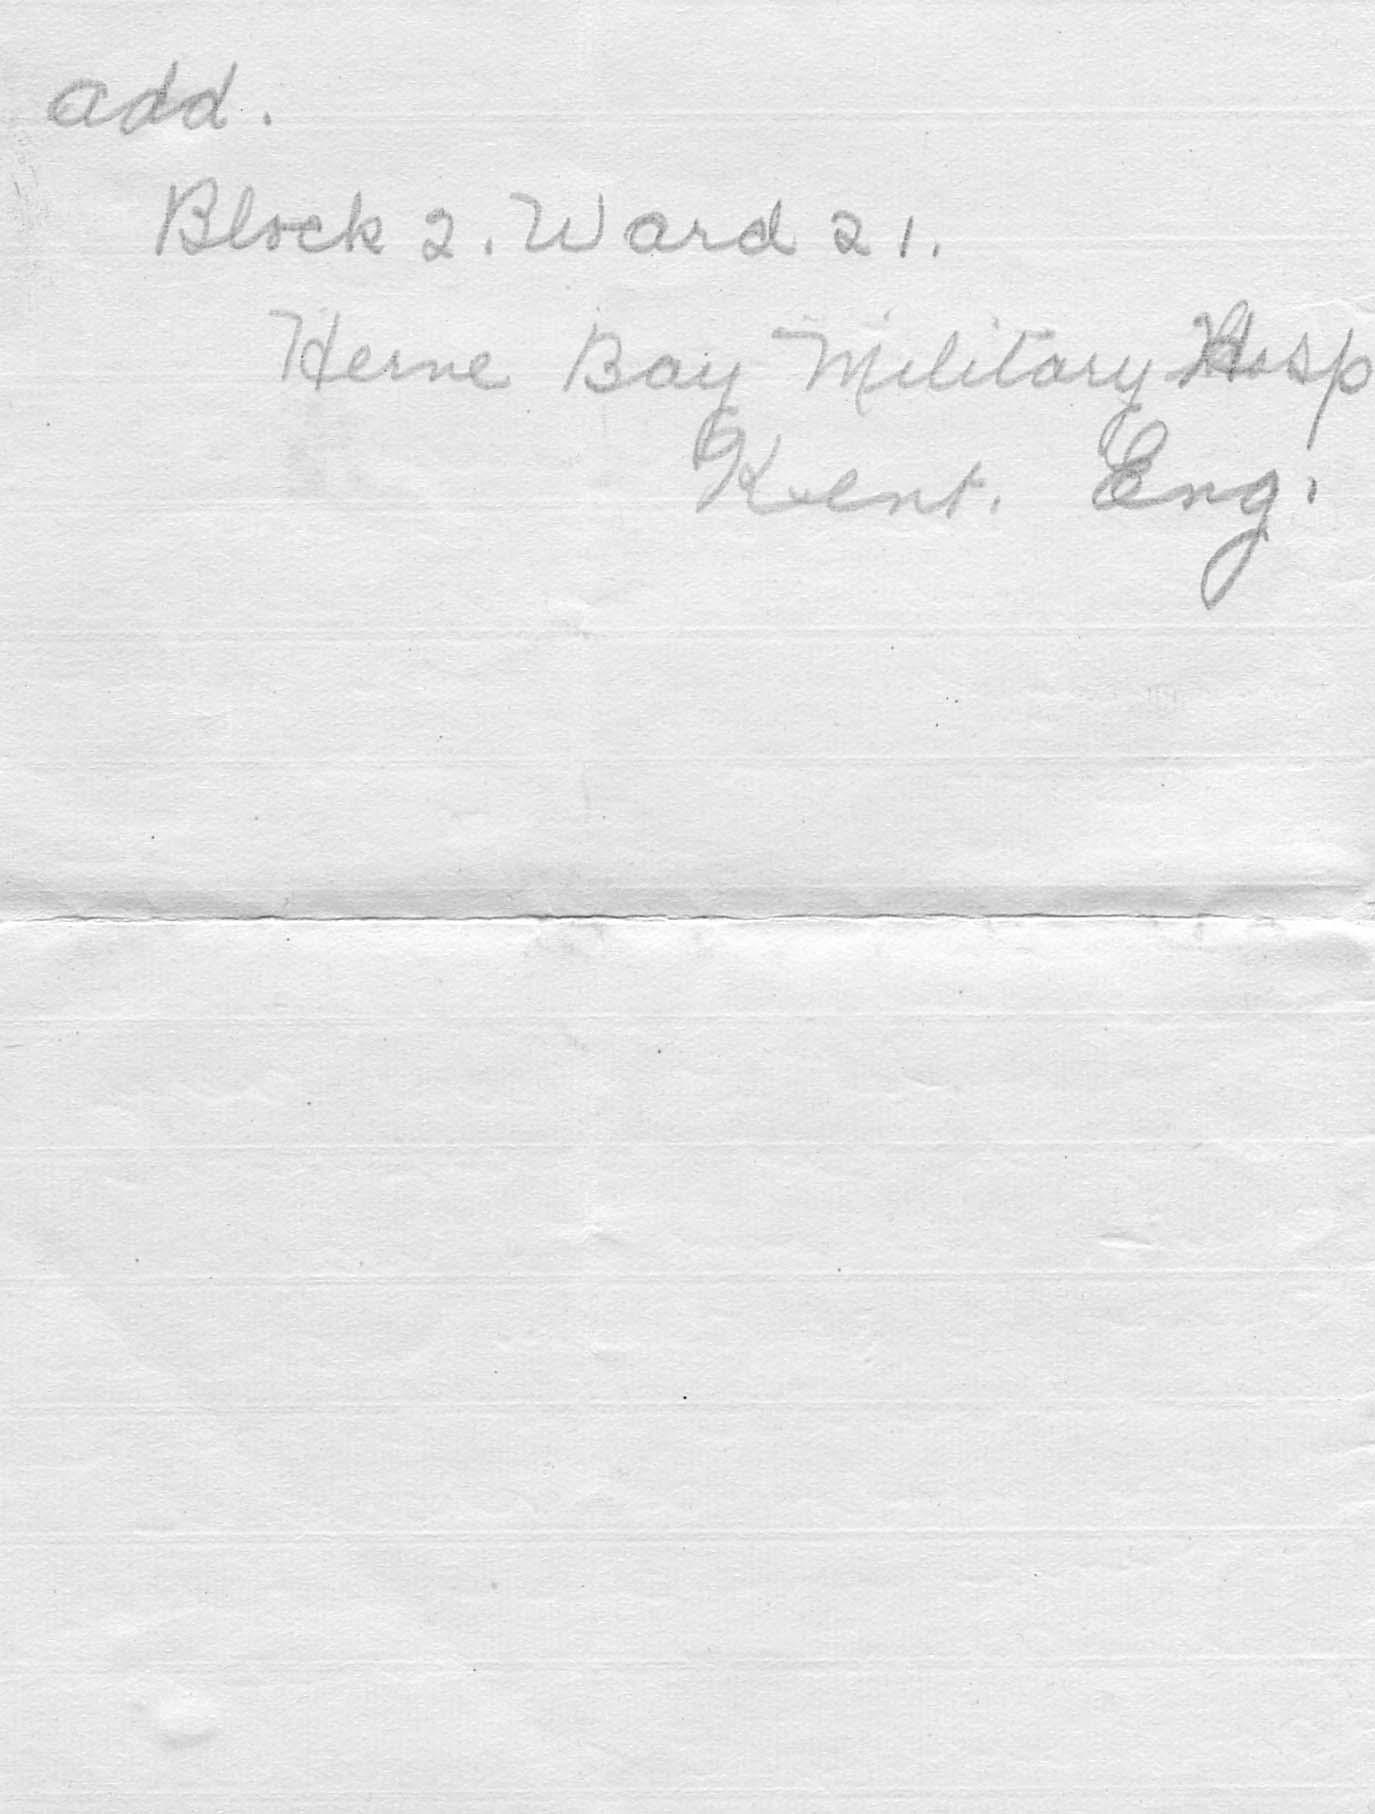 add.
Block 2. Ward 21.
Herne Bay Military Hosp
Kent. Eng.